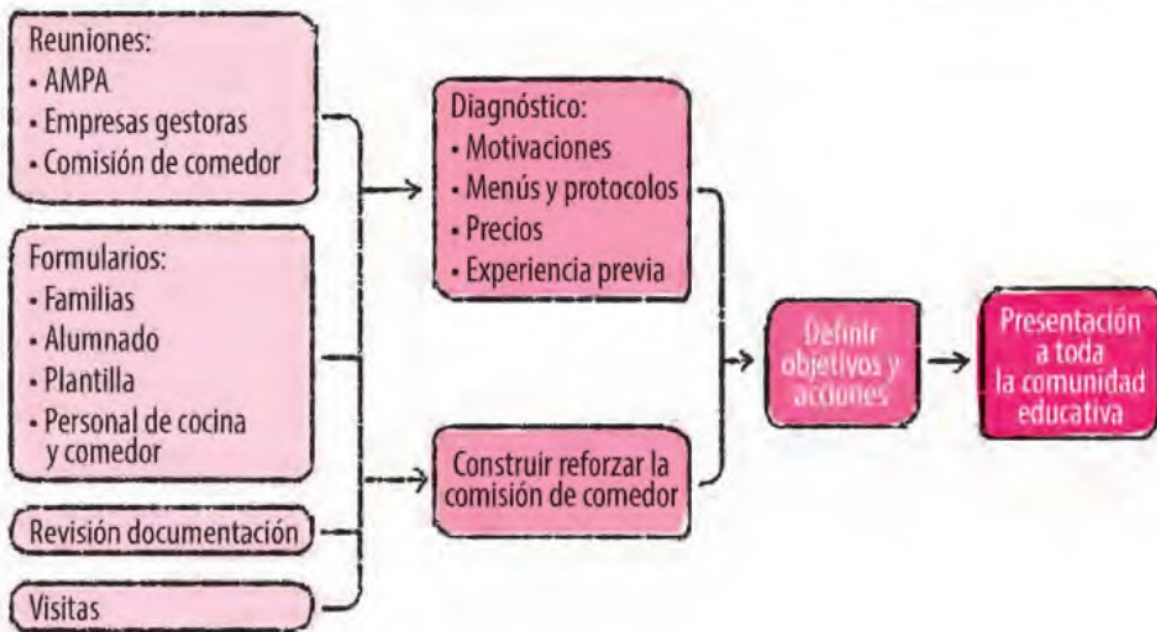 Reuniones:
• AMPA
• Empresas gestoras
• Comisión de comedor
Formularios:
• Familias
• Alumnado
• Plantilla
• Personal de cocina
y comedor
Revisión documentación
Visitas
Diagnóstico:
• Motivaciones
• Menús y protocolos
• Precios
• Experiencia previa
Construir reforzar la
comisión de comedor
Definir
objetivos y
acciones
Presentación
a toda
la comunidad
educativa